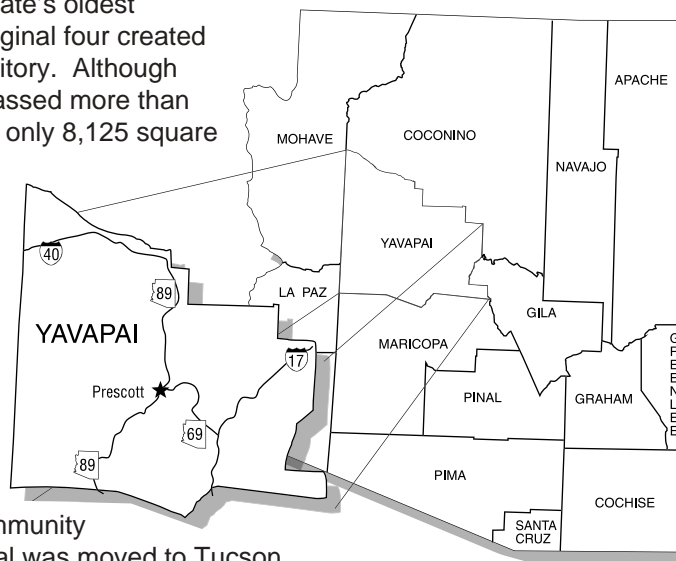 ate's oldest
ginal four created
itory. Although
assed more than
only 8,125 square
APACHE
MOHAVE
COCONINO
NAVAJO
YAVAPAI
40
LA PAZ
89
GILA
YAVAPAI
MARICOPA
17
GREENLEE
Prescott
PINAL
GRAHAM
69
89
PIMA
COCHISE
SANTA
CRUZ
mmunity
al was moved to Tucson